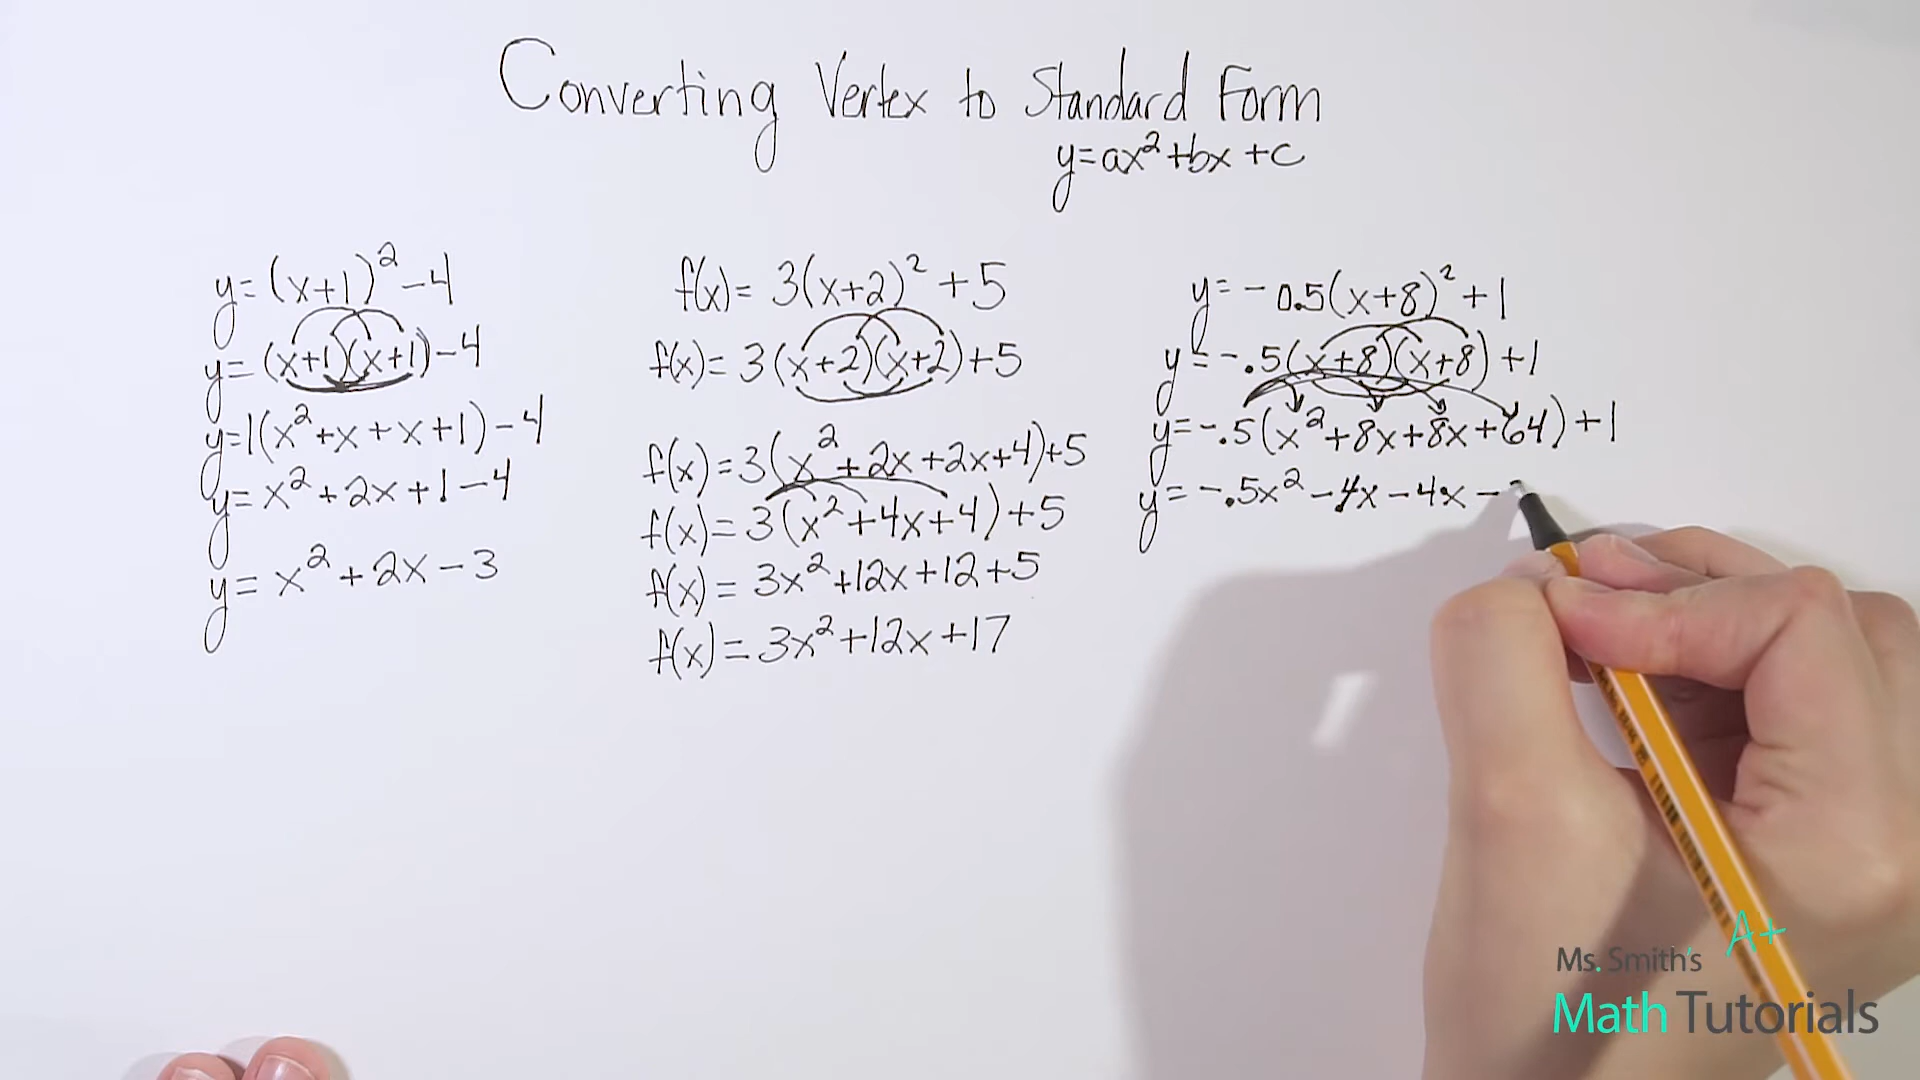 Converting Vertex to Standard Form
y=ax²+bx+c
y=(x+1)²-4
y=(x+1)(x+1)-4
y=1(x²+x+x+1)-4
y=x²+2x+1-4
y=x²+2x-3
f(x)=3(x+2)²+5
f(x)=3(x+2)(x+2)+5
f(x)=3(x²+2x+2x+4)+5
f(x)=3(x²+4x+4)+5
f(x)=3x²+12x+12+5
f(x)=3x²+12x+17
y=-0.5(x+8)²+1
y=-.5(x+8)(x+8)+1
y=-.5(x²+8x+8x+64)+1
y=-.5x²-4x-4x-
A+
Ms. Smith's
Math Tutorials